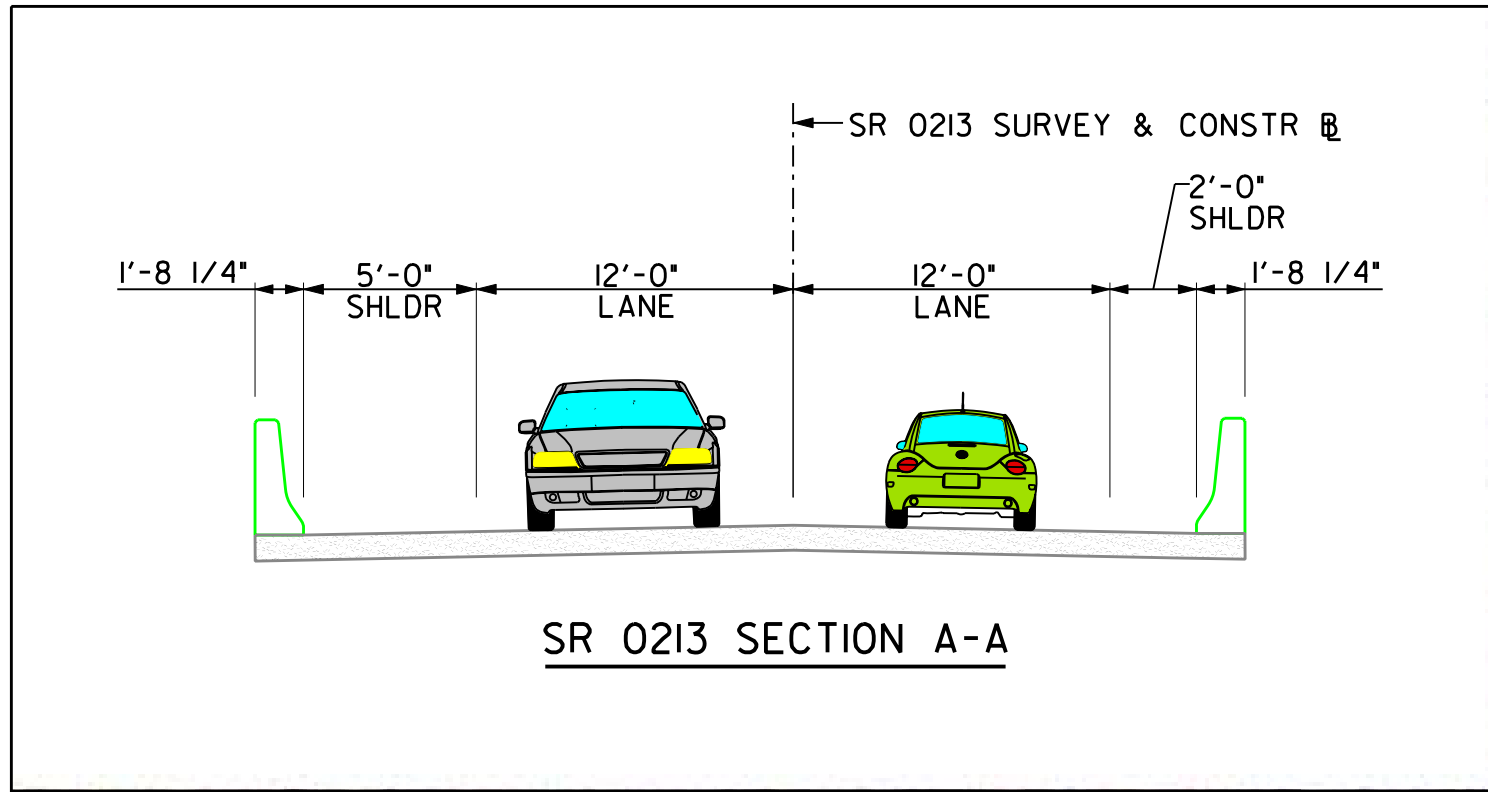 SR 0213 SURVEY & CONSTR BL
2'-0"
SHLDR
1'-8 1/4"
5'-0"
SHLDR
12'-0"
LANE
12'-0"
LANE
1'-8 1/4"
SR 0213 SECTION A-A